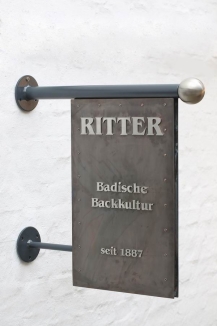 RITTER
Badische
Backkultur
seit 1887